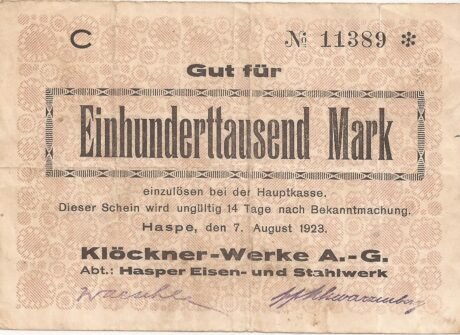 C № 11389 *
Gut für
Einhunderttausend Mark
einzulösen bei der Hauptkasse.
Dieser Schein wird ungültig 14 Tage nach Bekanntmachung.
Haspe, den 7. August 1923.
Klöckner-Werke A.-G.
Abt.: Hasper Eisen- und Stahlwerk